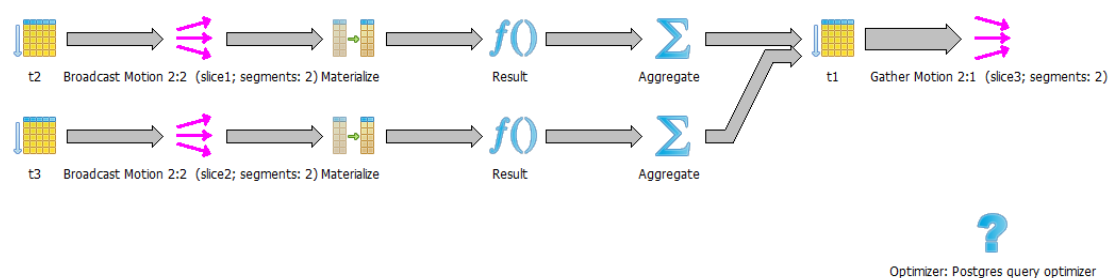 t2 Broadcast Motion 2:2 (slice1; segments: 2) Materialize Result Aggregate t1 Gather Motion 2:1 (slice3; segments: 2)
t3 Broadcast Motion 2:2 (slice2; segments: 2) Materialize Result Aggregate
Optimizer: Postgres query optimizer